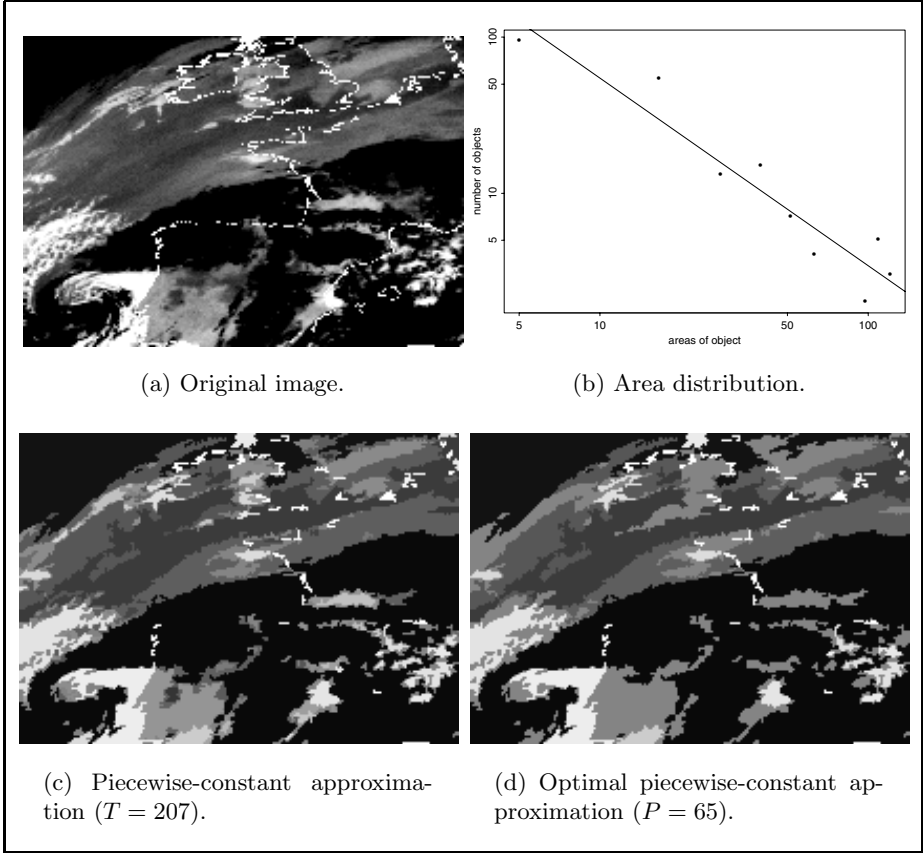 100
50
10
5
number of objects
5
10
50
100
areas of object
(a) Original image.
(b) Area distribution.
(c) Piecewise-constant approxima-
tion (T = 207).
(d) Optimal piecewise-constant ap-
proximation (P = 65).